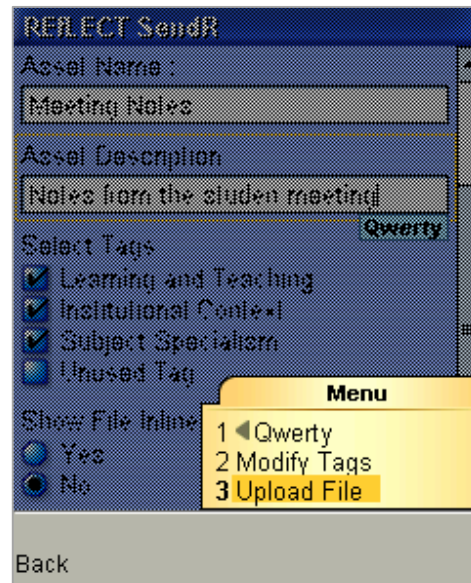 REFLECT SendR
Asset Name :
Meeting Notes
Asset Description
Notes from the studen meeting
Qwerty
Select Tags
Learning and Teaching
Institutional Context
Subject Specialism
Unused Tag
Show File Inline
Yes
No
Menu
1 Qwerty
2 Modify Tags
3 Upload File
Back